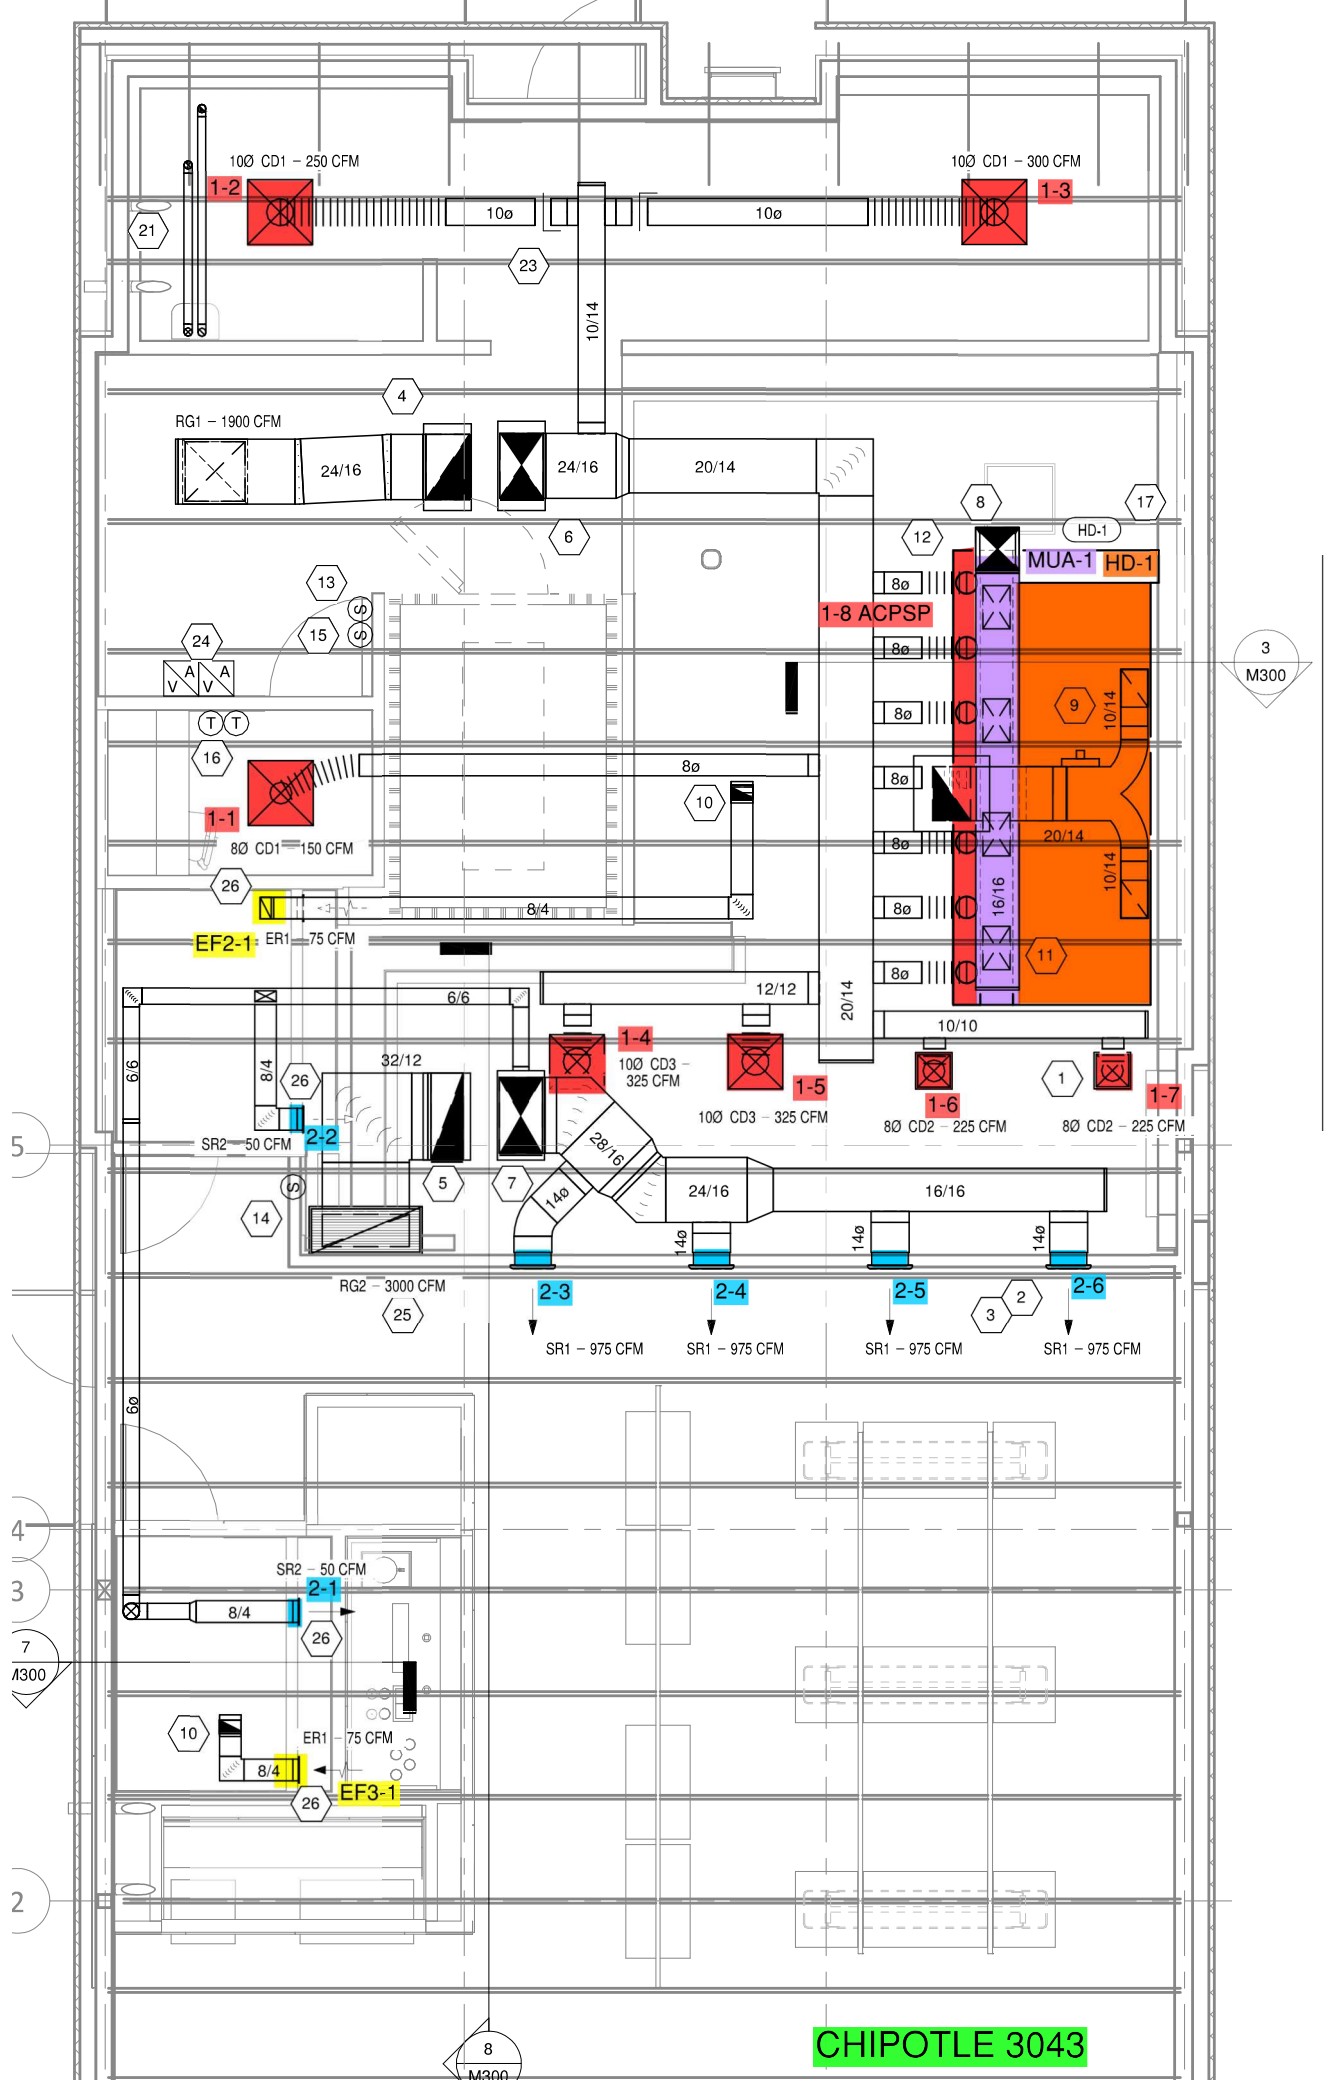 10Ø CD1 – 250 CFM
10Ø CD1 – 300 CFM
1-2
1-3
10ø
10ø
21
23
10/14
4
RG1 – 1900 CFM
24/16
24/16
20/14
8
17
HD-1
12
6
MUA-1
HD-1
13
8ø
1-8 ACPSP
S
15
S
24
8ø
3
M300
A
V
A
V
9
10/14
T
T
8ø
16
8ø
8ø
10
1-1
20/14
8Ø CD1 – 150 CFM
8ø
10/14
26
16/16
8/4
8ø
EF2-1
ER1 – 75 CFM
11
8ø
6/6
12/12
20/14
10/10
1-4
32/12
10Ø CD3 –
325 CFM
6/6
8/4
26
1-5
1
1-7
1-6
10Ø CD3 – 325 CFM
8Ø CD2 – 225 CFM
8Ø CD2 – 225 CFM
5
SR2 – 50 CFM
2-2
28/16
S
5
7
14ø
24/16
16/16
14
14ø
14ø
14ø
RG2 – 3000 CFM
2-3
2-4
2-5
2-6
25
3
2
SR1 – 975 CFM
SR1 – 975 CFM
SR1 – 975 CFM
SR1 – 975 CFM
6ø
4
SR2 – 50 CFM
3
2-1
8/4
26
7
M300
10
ER1 – 75 CFM
8/4
EF3-1
26
2
CHIPOTLE 3043
8
M300